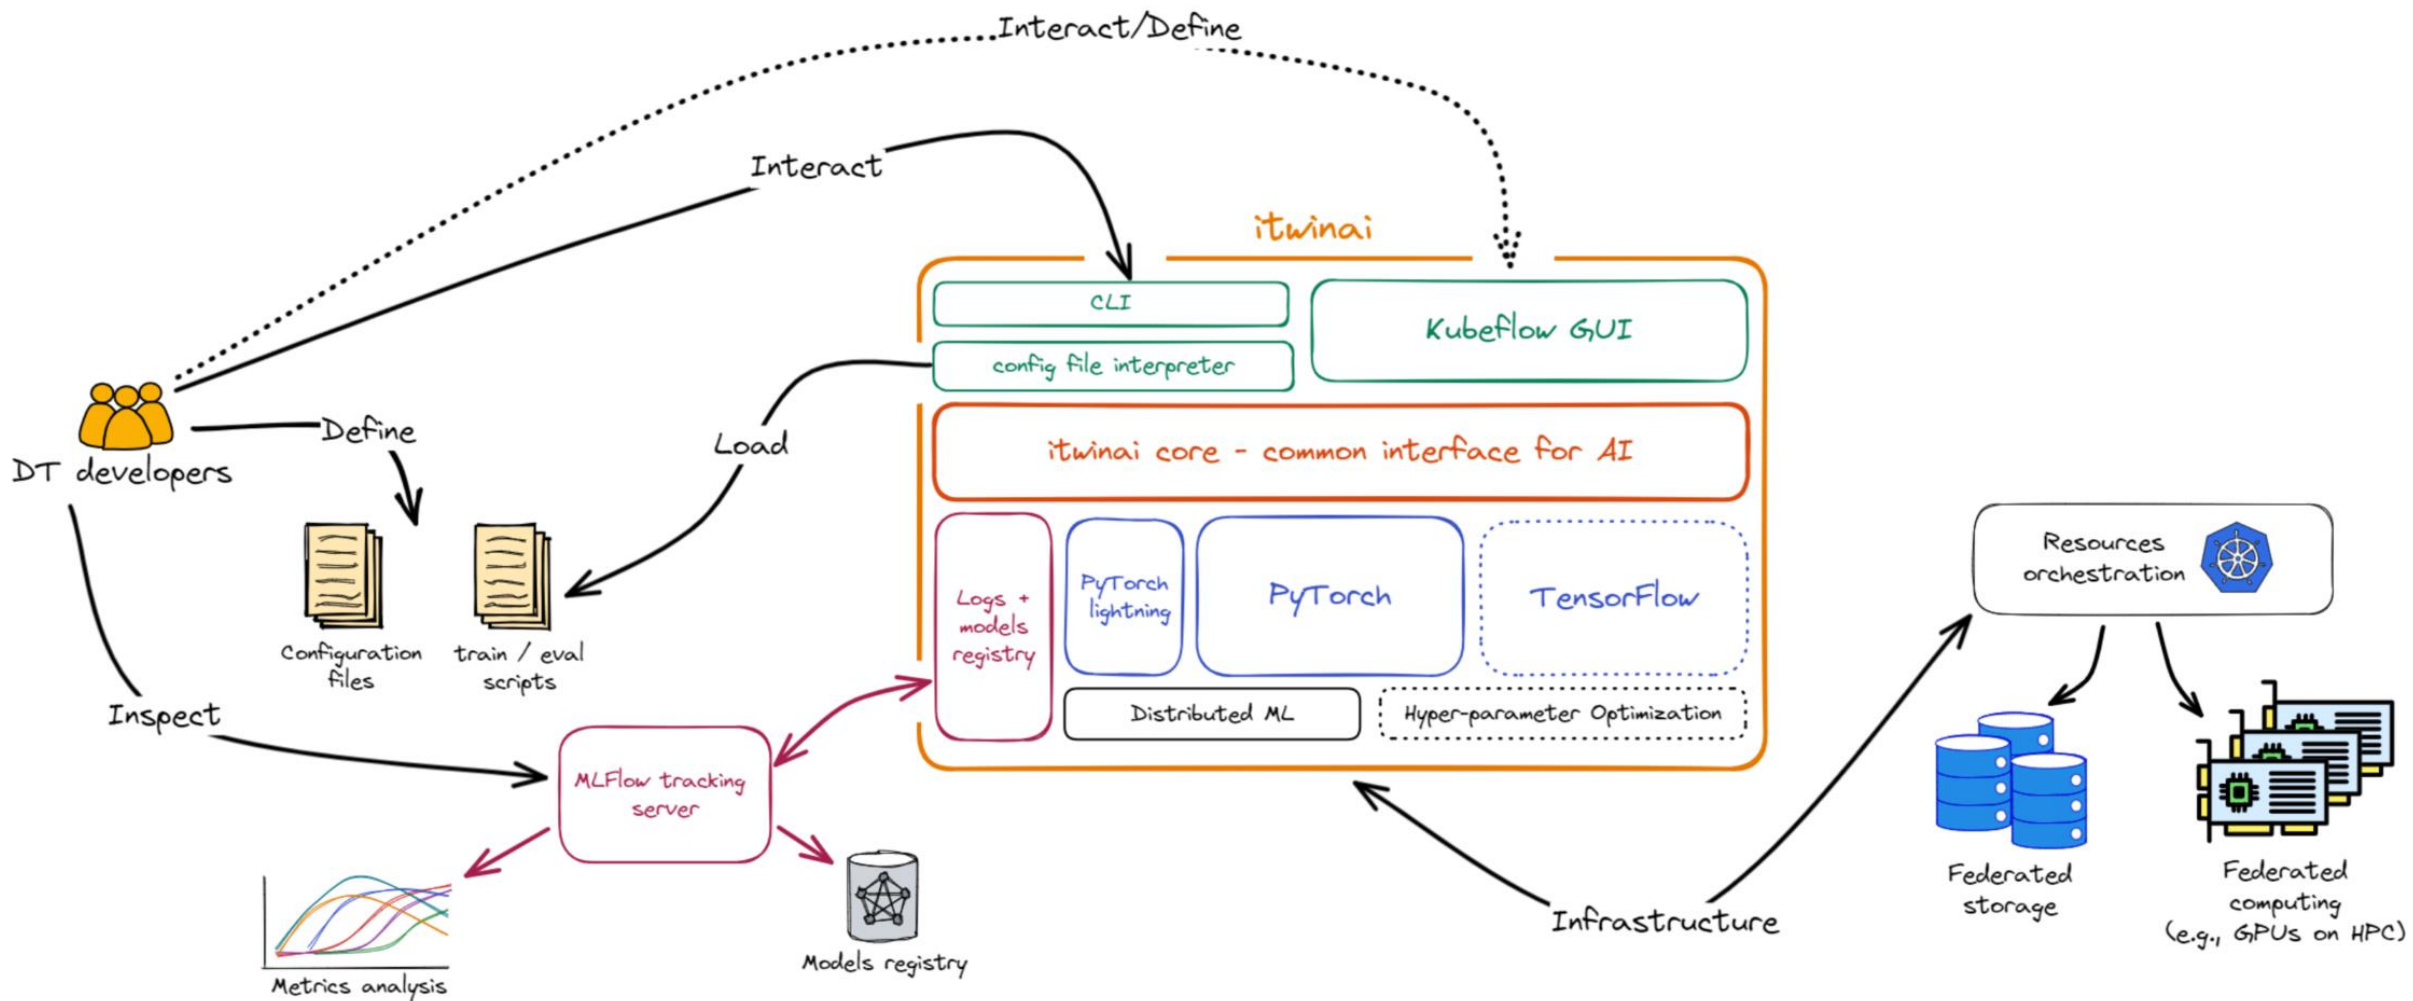 Interact/Define
Interact
itwinai
CLI
Kubeflow GUI
config file interpreter
Define
Load
itwinai core - common interface for AI
DT developers
Resources
orchestration
PyTorch
lightning
PyTorch
TensorFlow
Logs +
models
registry
Configuration
files
train / eval
scripts
Inspect
Distributed ML
Hyper-parameter Optimization
MLFlow tracking
server
Federated
storage
Federated
computing
(e.g., GPUs on HPC)
Infrastructure
Models registry
Metrics analysis